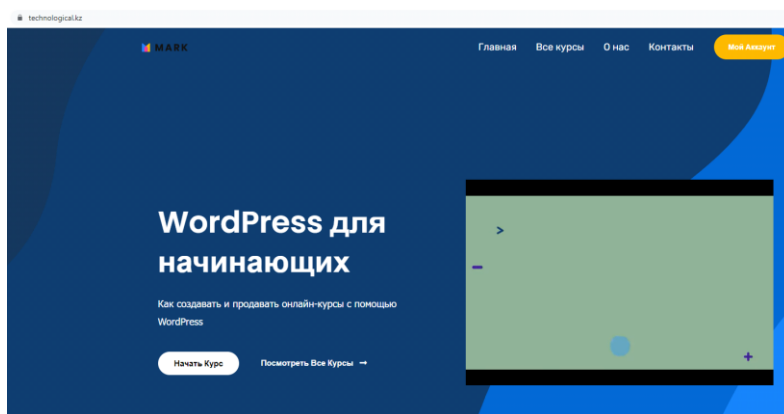 technological.kz
MARK
Главная Все курсы О нас Контакты Мой Аккаунт
WordPress для
начинающих
Как создавать и продавать онлайн-курсы с помощью
WordPress
Начать Курс Посмотреть Все Курсы →